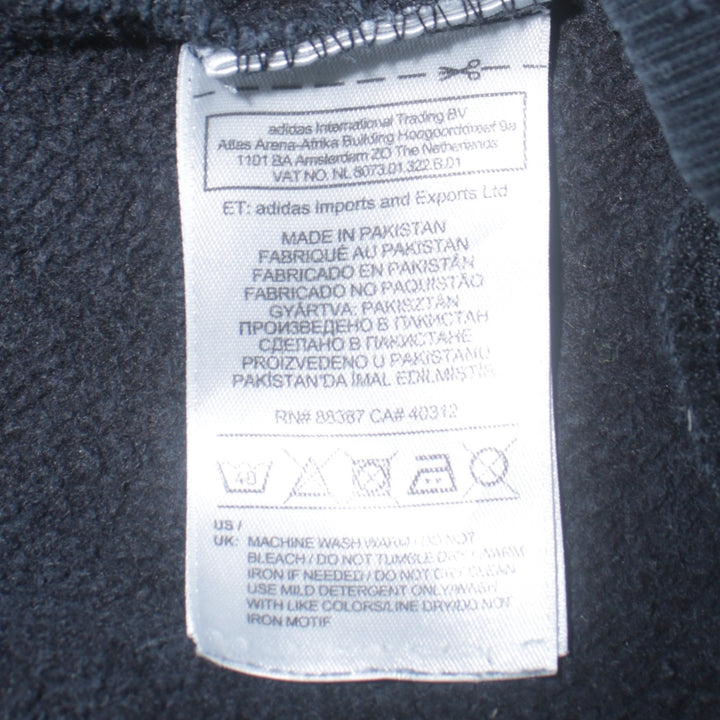 adidas International Trading BV
Atlas Arena-Afrika Building Hoogoorddreef 9a
1101 BA Amsterdam ZO The Netherlands
VAT NO. NL 8073.01.322.B.01
ET: adidas Imports and Exports Ltd
MADE IN PAKISTAN
FABRIQUÉ AU PAKISTAN
FABRICADO EN PAKISTÁN
FABRICADO NO PAQUISTÃO
GYÁRTVA: PAKISZTÁN
ПРОИЗВЕДЕНО В ПАКИСТАН
СДЕЛАНО В ПАКИСТАНЕ
PROIZVEDENO U PAKISTANU
PAKİSTAN'DA İMAL EDİLMİŞTİR
RN# 88387 CA# 40312
40
US /
UK: MACHINE WASH WARM / DO NOT
BLEACH / DO NOT TUMBLE DRY / WARM
IRON IF NEEDED / DO NOT DRY CLEAN
USE MILD DETERGENT ONLY/WASH
WITH LIKE COLORS/LINE DRY/DO NOT
IRON MOTIF